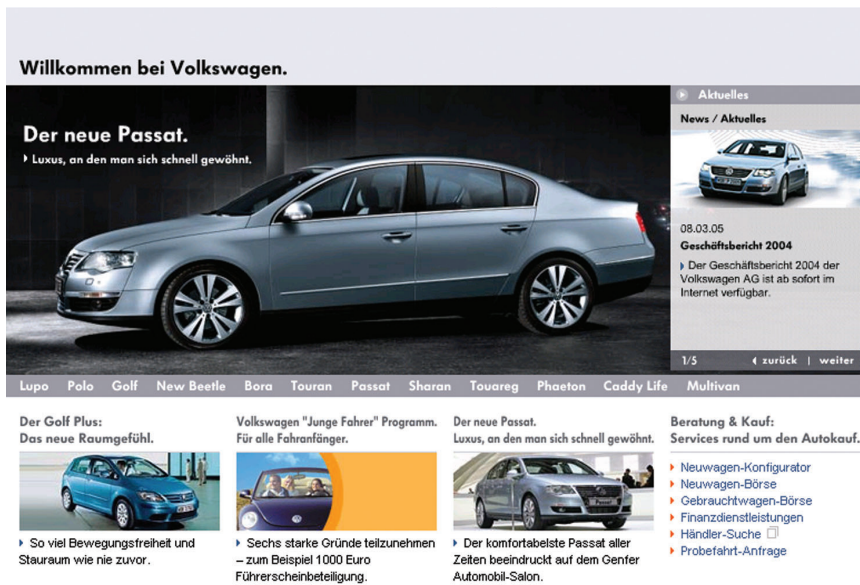 Willkommen bei Volkswagen.
Der neue Passat.
Luxus, an den man sich schnell gewöhnt.
Aktuelles
News / Aktuelles
08.03.05
Geschäftsbericht 2004
Der Geschäftsbericht 2004 der
Volkswagen AG ist ab sofort im
Internet verfügbar.
1/5 zurück | weiter
Lupo Polo Golf New Beetle Bora Touran Passat Sharan Touareg Phaeton Caddy Life Multivan
Der Golf Plus:
Das neue Raumgefühl.
So viel Bewegungsfreiheit und
Stauraum wie nie zuvor.
Volkswagen "Junge Fahrer" Programm.
Für alle Fahranfänger.
Sechs starke Gründe teilzunehmen
– zum Beispiel 1000 Euro
Führerscheinbeteiligung.
Der neue Passat.
Luxus, an den man sich schnell gewöhnt.
Der komfortabelste Passat aller
Zeiten beeindruckt auf dem Genfer
Automobil-Salon.
Beratung & Kauf:
Services rund um den Autokauf.
Neuwagen-Konfigurator
Neuwagen-Börse
Gebrauchtwagen-Börse
Finanzdienstleistungen
Händler-Suche
Probefahrt-Anfrage